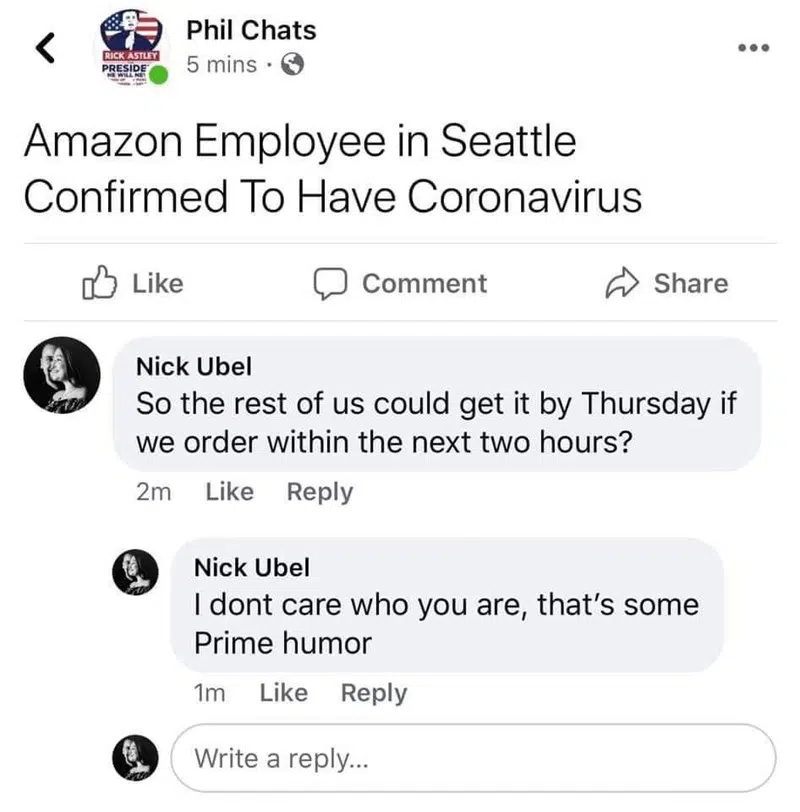 Phil Chats
RICK ASTLEY
5 mins ·
Amazon Employee in Seattle
Confirmed To Have Coronavirus
Like Comment Share
Nick Ubel
So the rest of us could get it by Thursday if
we order within the next two hours?
2m Like Reply
Nick Ubel
I dont care who you are, that's some
Prime humor
1m Like Reply
Write a reply...